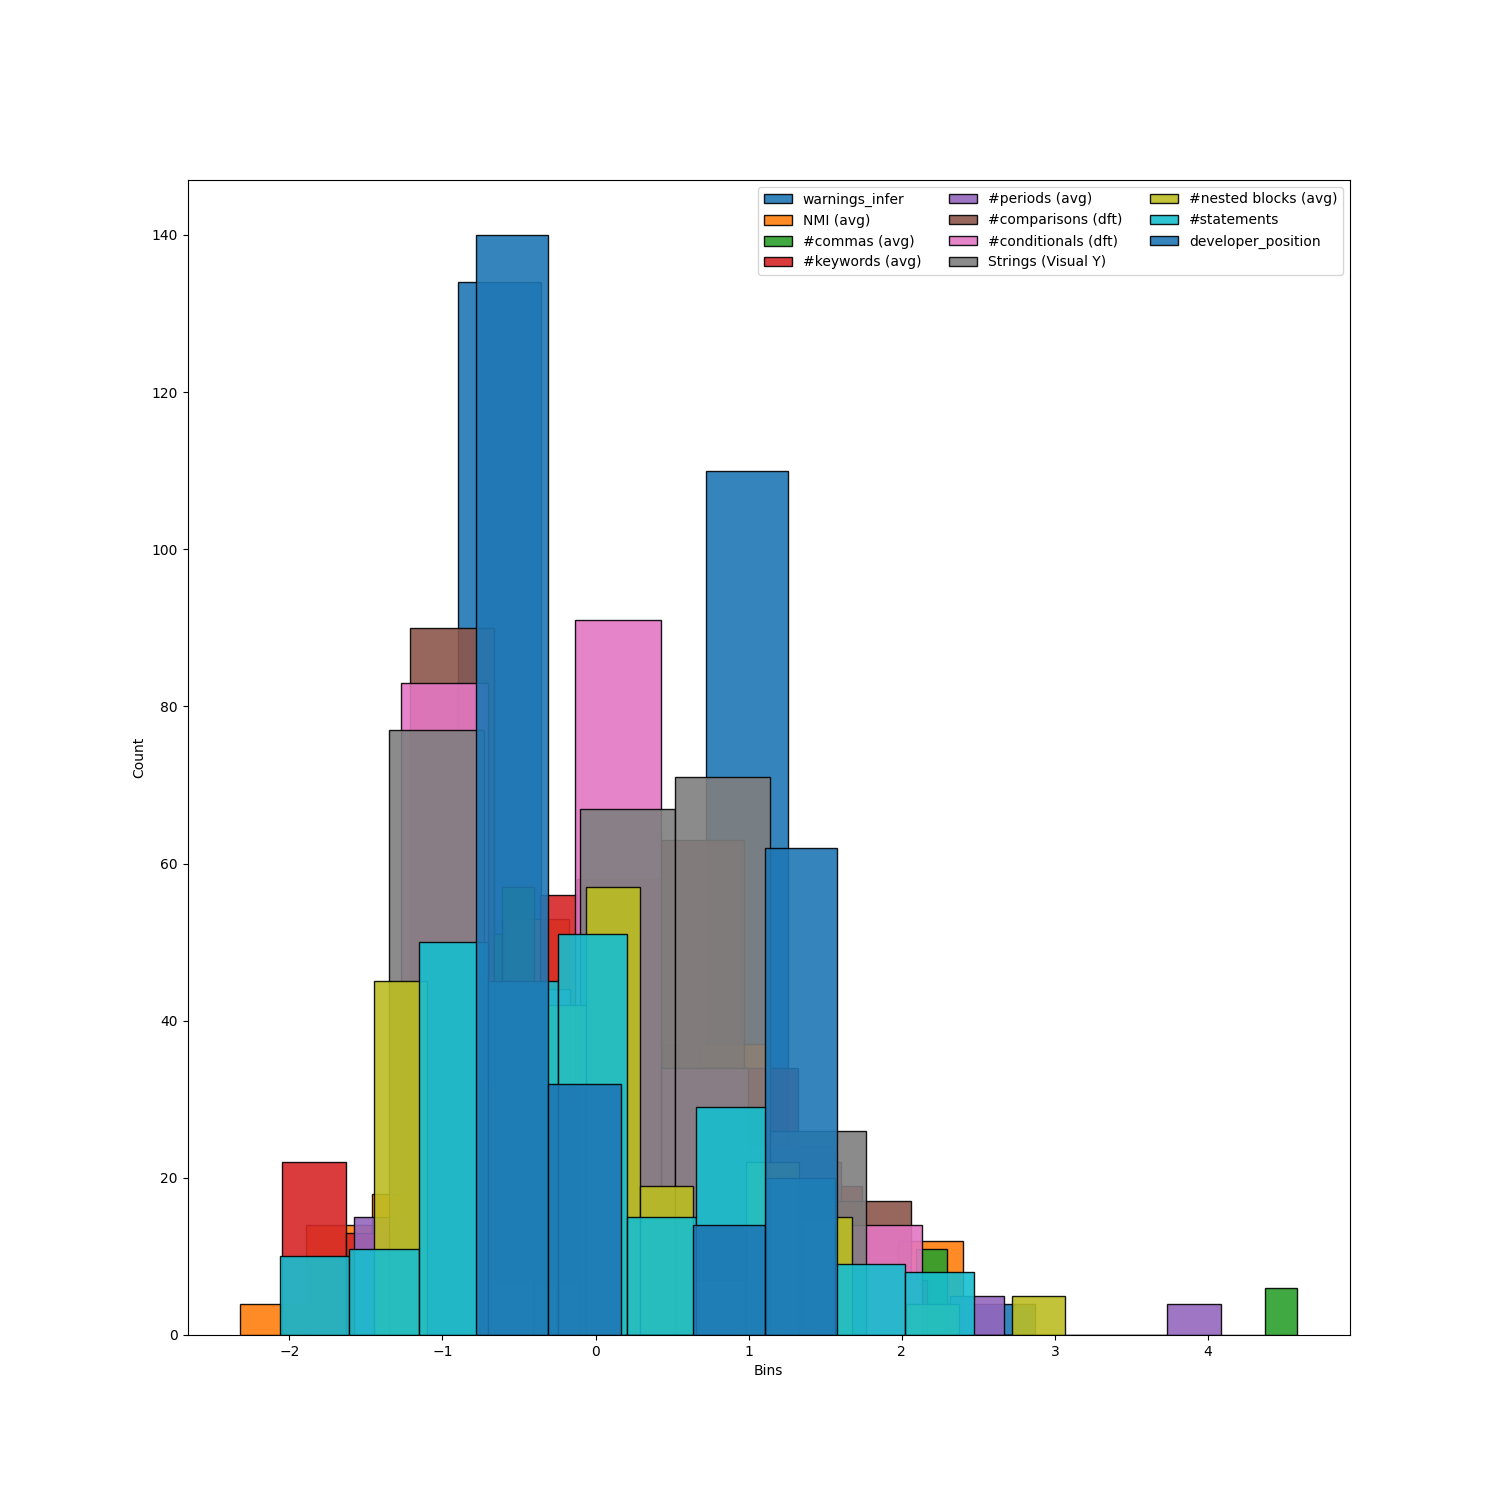 warnings_infer
NMI (avg)
#commas (avg)
#keywords (avg)
#periods (avg)
#comparisons (dft)
#conditionals (dft)
Strings (Visual Y)
#nested blocks (avg)
#statements
developer_position
140
120
100
80
60
40
20
0
Count
−2 −1 0 1 2 3 4
Bins